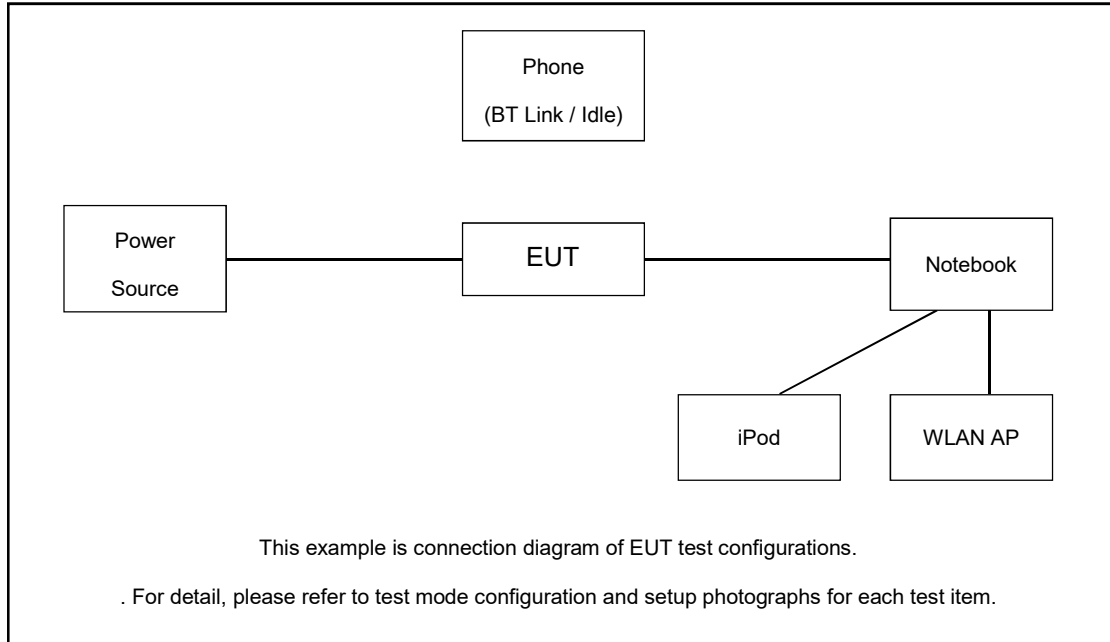 Phone
(BT Link / Idle)
Power
Source
EUT
Notebook
iPod
WLAN AP
This example is connection diagram of EUT test configurations.
. For detail, please refer to test mode configuration and setup photographs for each test item.